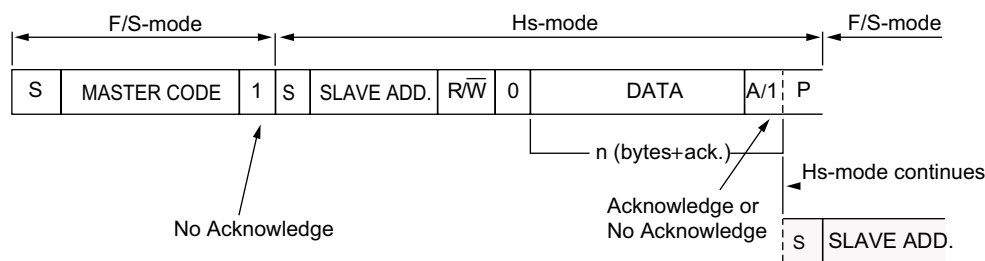 F/S-mode Hs-mode F/S-mode
S MASTER CODE 1 S SLAVE ADD. R/W̅ 0 DATA A/1 P
n (bytes+ack.)
Hs-mode continues
No Acknowledge
Acknowledge or
No Acknowledge
S SLAVE ADD.